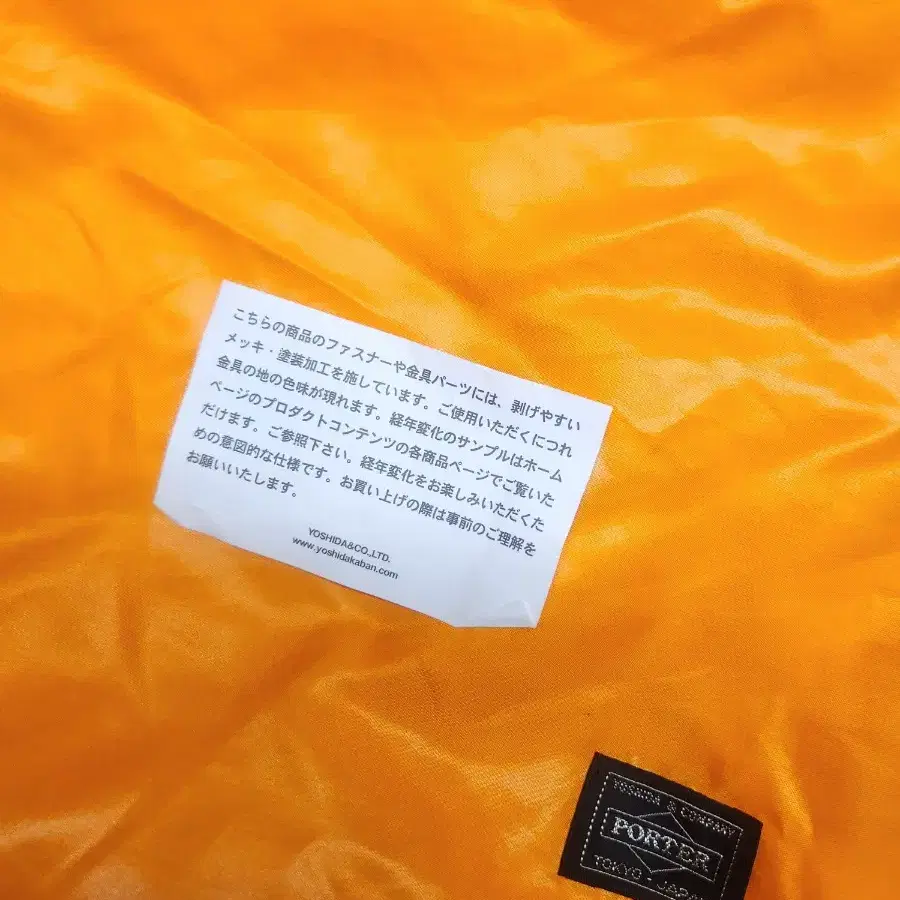 こちらの商品のファスナーや金具パーツには、剥げやすい
メッキ・塗装加工を施しています。ご使用いただくにつれ
金具の地の色味が現れます。経年変化のサンプルはホーム
ページのプロダクトコンテンツの各商品ページでご覧いた
だけます。ご参照下さい。経年変化をお楽しみいただくた
めの意図的な仕様です。お買い上げの際は事前のご理解を
お願いいたします。
YOSHIDA&CO.,LTD.
www.yoshidakaban.com
YOSHIDA & COMPANY
PORTER
TOKYO-JAPAN